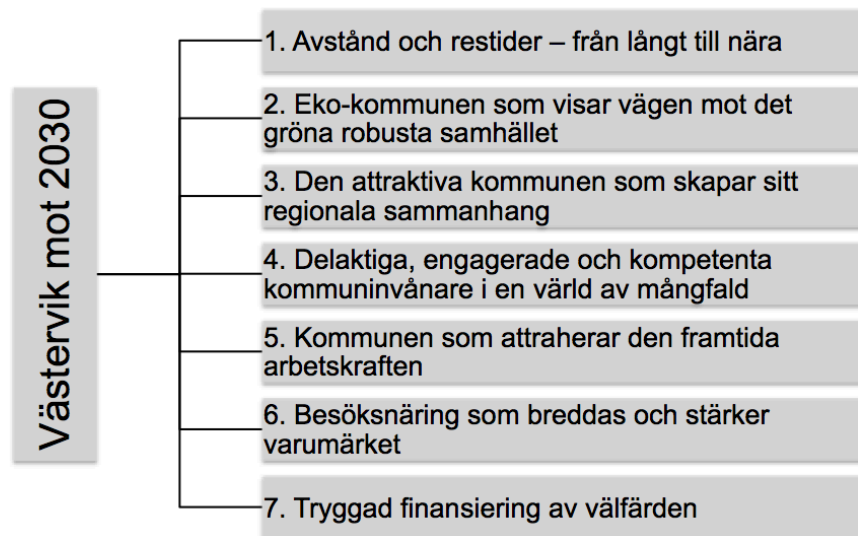 Västervik mot 2030
1. Avstånd och restider – från långt till nära
2. Eko-kommunen som visar vägen mot det
gröna robusta samhället
3. Den attraktiva kommunen som skapar sitt
regionala sammanhang
4. Delaktiga, engagerade och kompetenta
kommuninvånare i en värld av mångfald
5. Kommunen som attraherar den framtida
arbetskraften
6. Besöksnäring som breddas och stärker
varumärket
7. Tryggad finansiering av välfärden